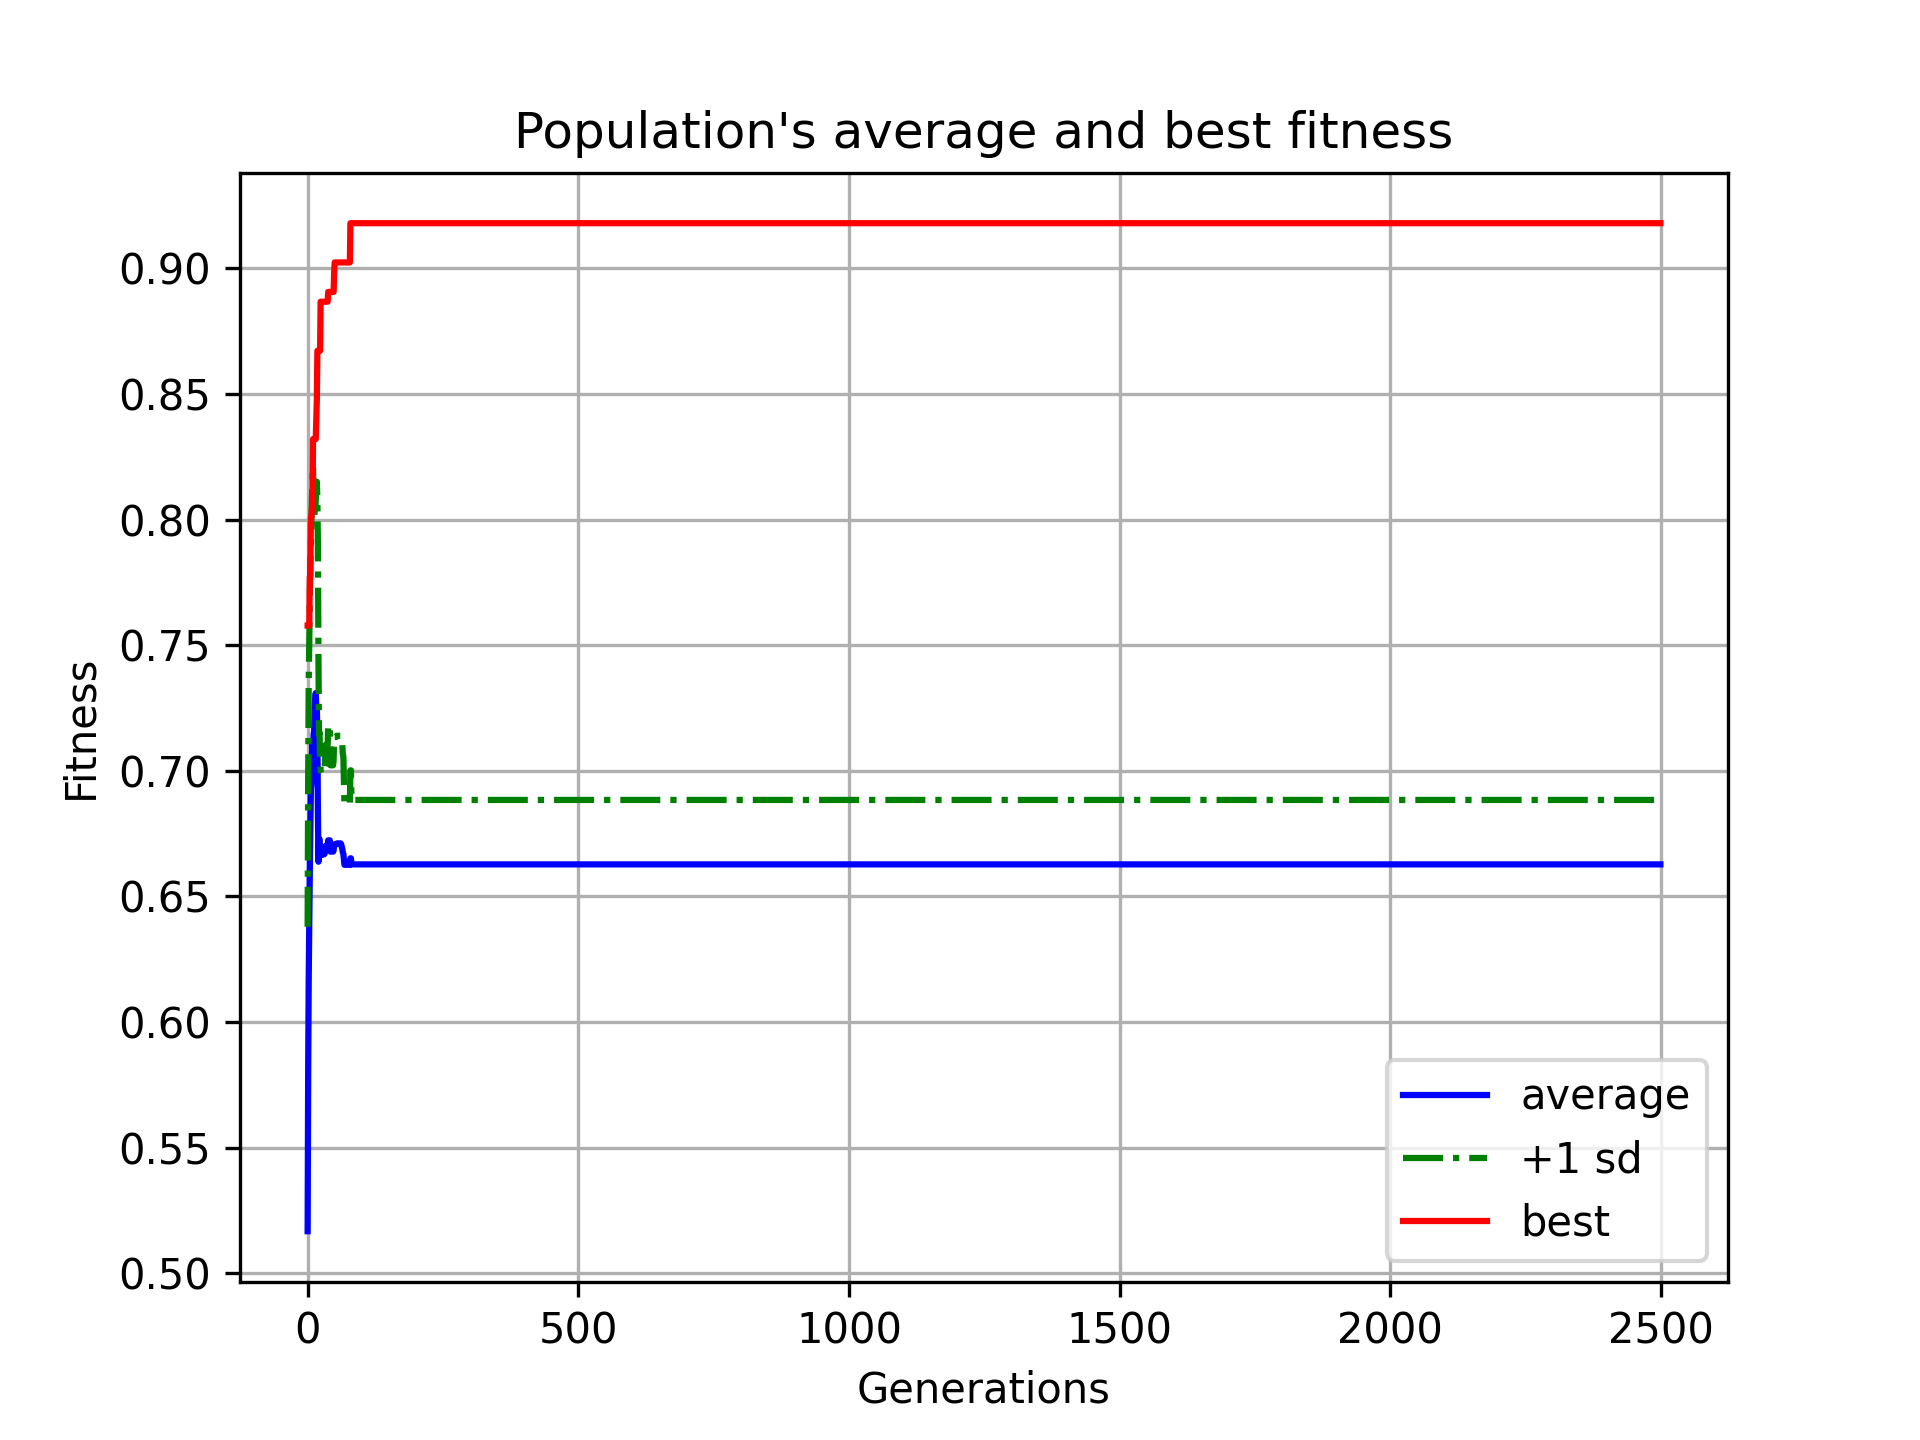 Population's average and best fitness
Fitness
0.90
0.85
0.80
0.75
0.70
0.65
0.60
0.55
0.50
average
+1 sd
best
0 500 1000 1500 2000 2500
Generations